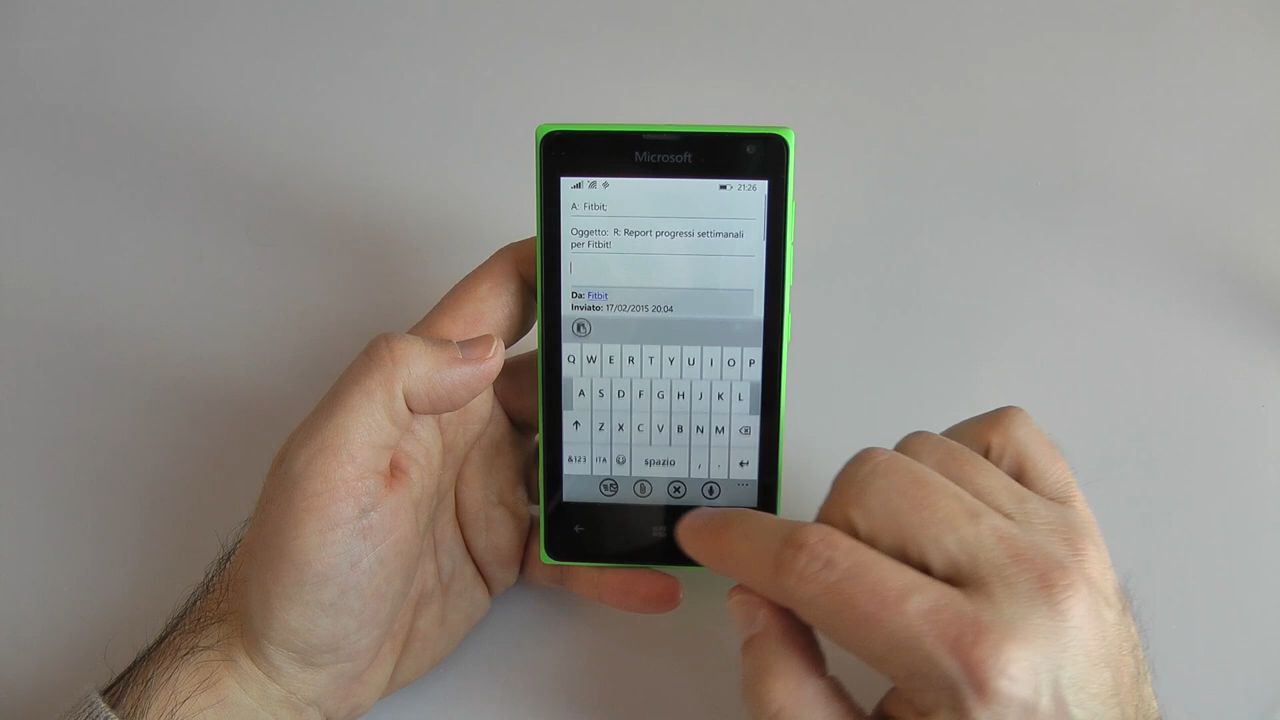 Microsoft
21:26
A: Fitbit;
Oggetto: R: Report progressi settimanali
per Fitbit!
Da: Fitbit
Inviato: 17/02/2015 20:04
Q W E R T Y U I O P
A S D F G H J K L
Z X C V B N M
&123 ITA spazio , .